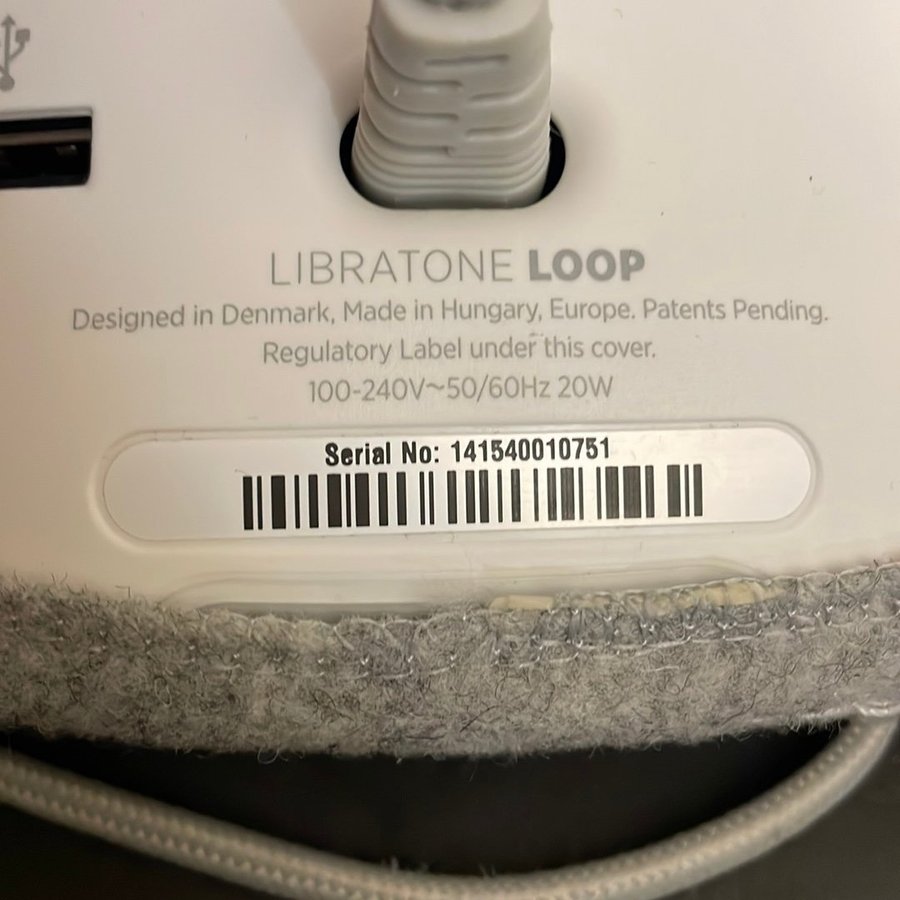 LIBRATONE LOOP
Designed in Denmark, Made in Hungary, Europe. Patents Pending.
Regulatory Label under this cover.
100-240V~50/60Hz 20W
Serial No: 141540010751